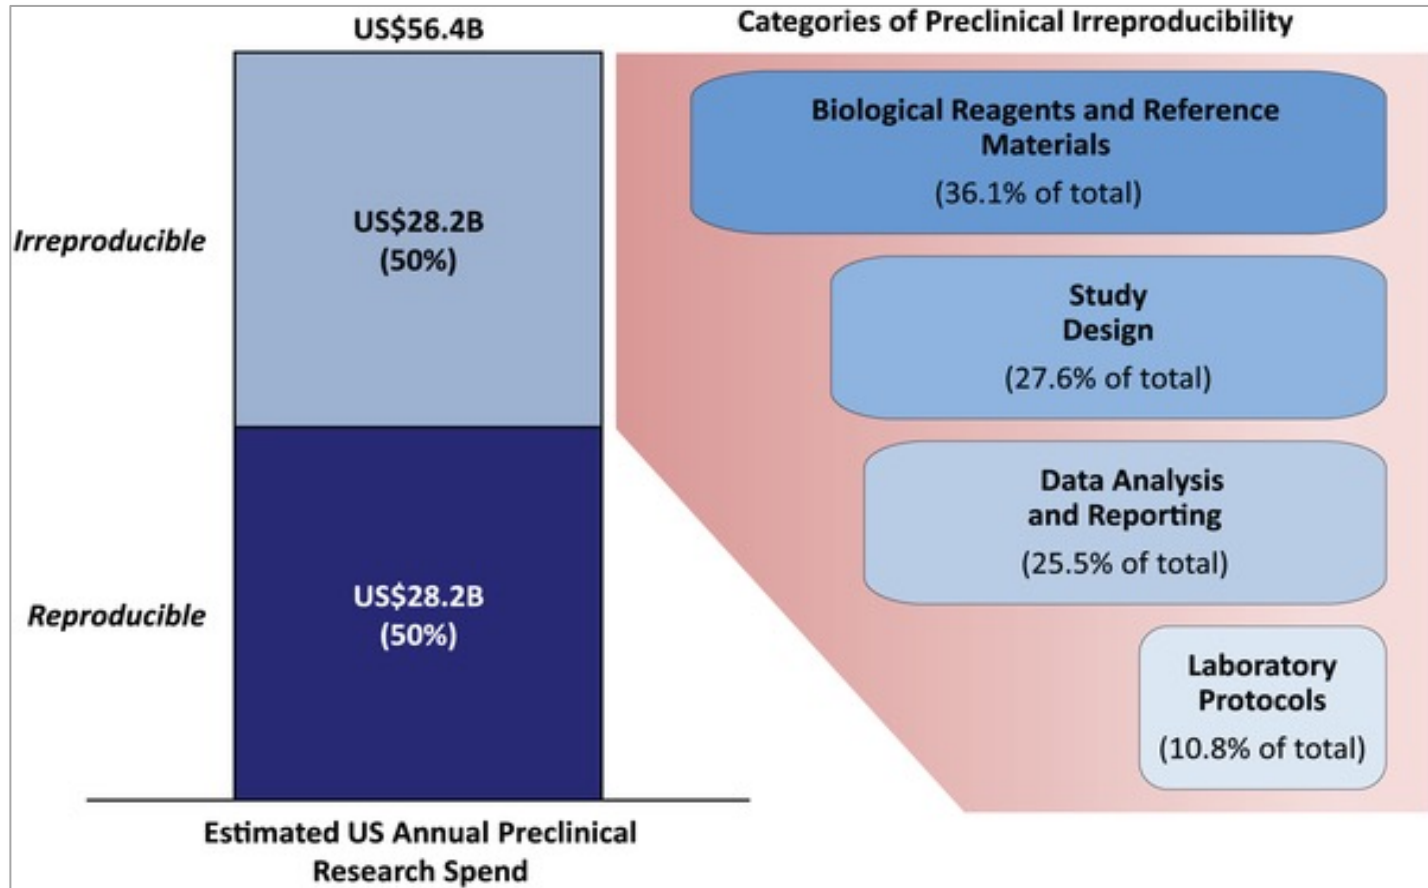 US$56.4B
Irreproducible
US$28.2B
(50%)
Reproducible
US$28.2B
(50%)
Estimated US Annual Preclinical
Research Spend
Categories of Preclinical Irreproducibility
Biological Reagents and Reference
Materials
(36.1% of total)
Study
Design
(27.6% of total)
Data Analysis
and Reporting
(25.5% of total)
Laboratory
Protocols
(10.8% of total)